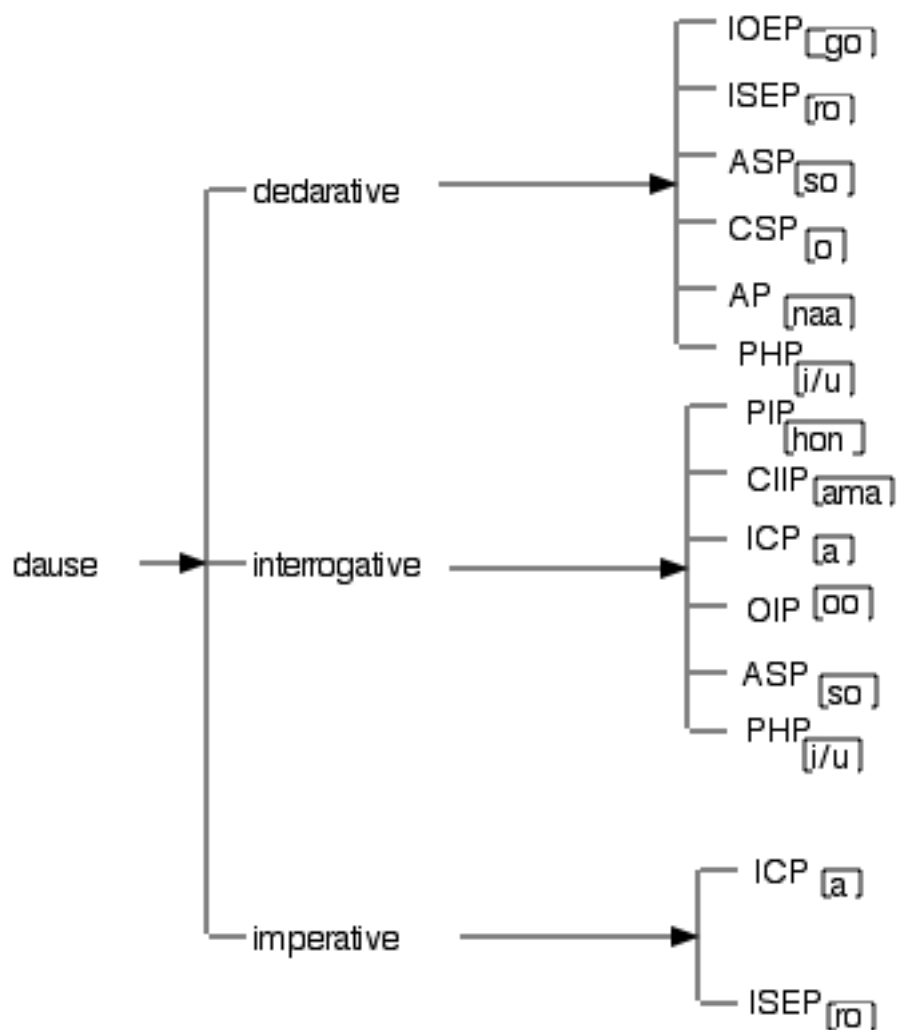 IOEP go
ISEP ro
ASP so
declarative
CSP o
AP naa
PHP i/u
PIP hon
CIIP ama
ICP a
clause
interrogative
OIP oo
ASP so
PHP i/u
ICP a
imperative
ISEP ro